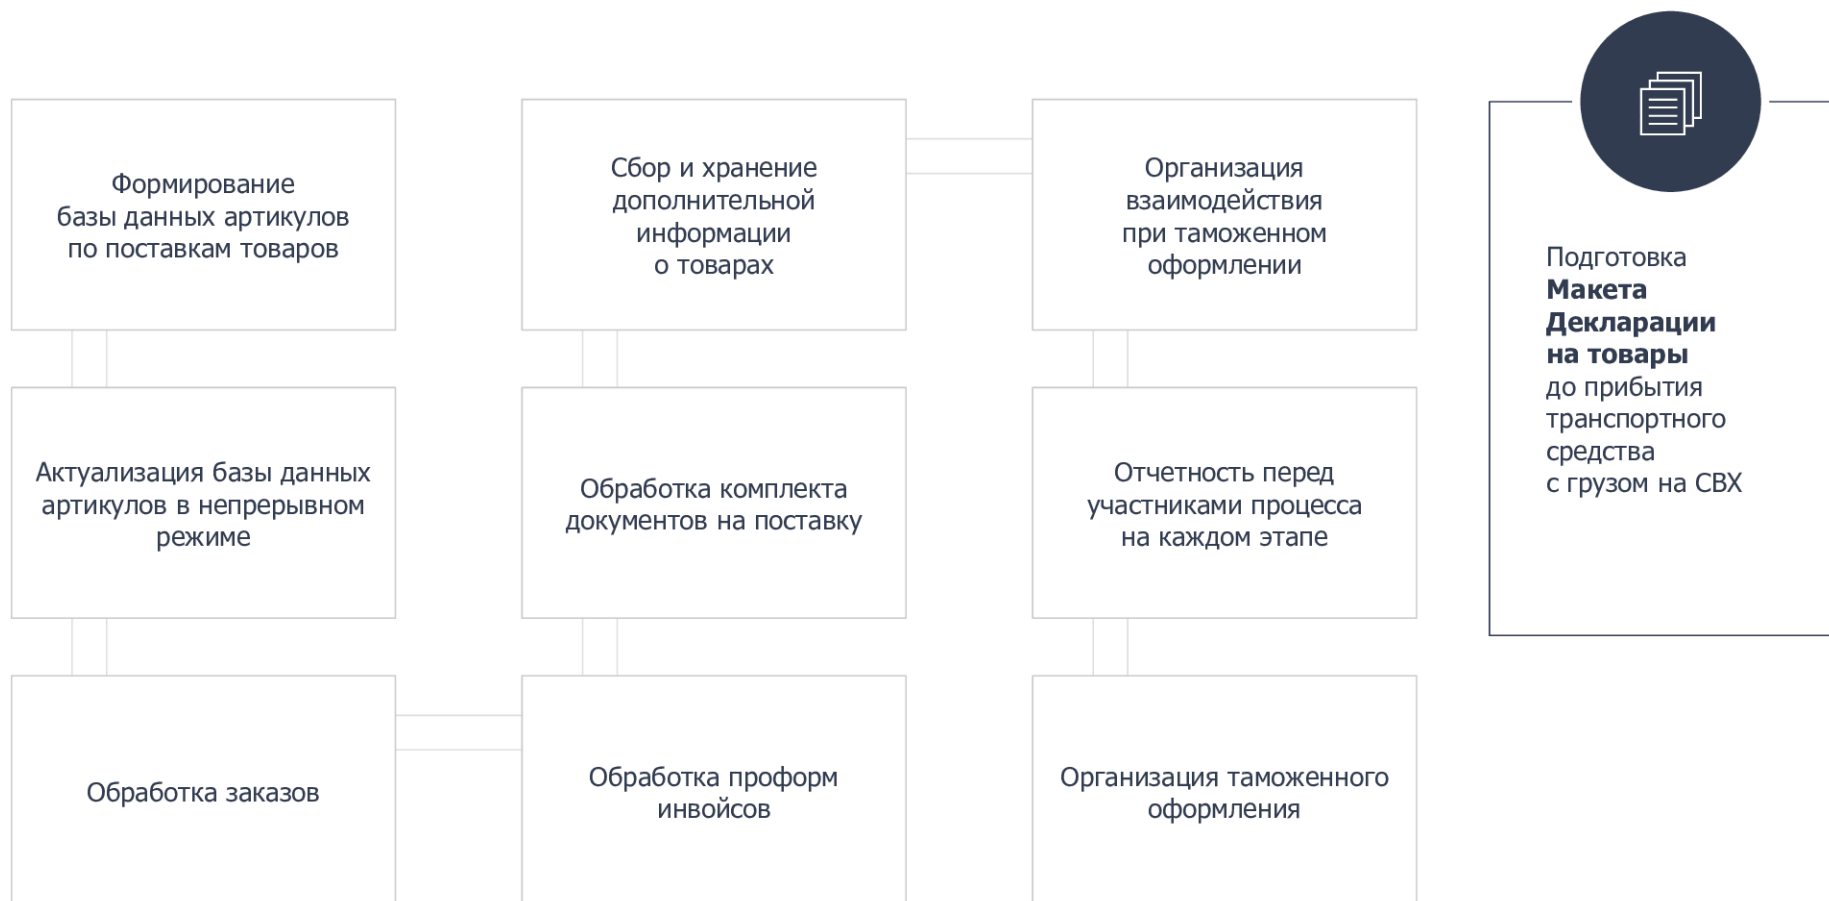 Формирование
базы данных артикулов
по поставкам товаров
Актуализация базы данных
артикулов в непрерывном
режиме
Обработка заказов
Обработка проформ
инвойсов
Обработка комплекта
документов на поставку
Сбор и хранение
дополнительной
информации
о товарах
Организация
взаимодействия
при таможенном
оформлении
Отчетность перед
участниками процесса
на каждом этапе
Организация таможенного
оформления
Подготовка
Макета
Декларации
на товары
до прибытия
транспортного
средства
с грузом на СВХ